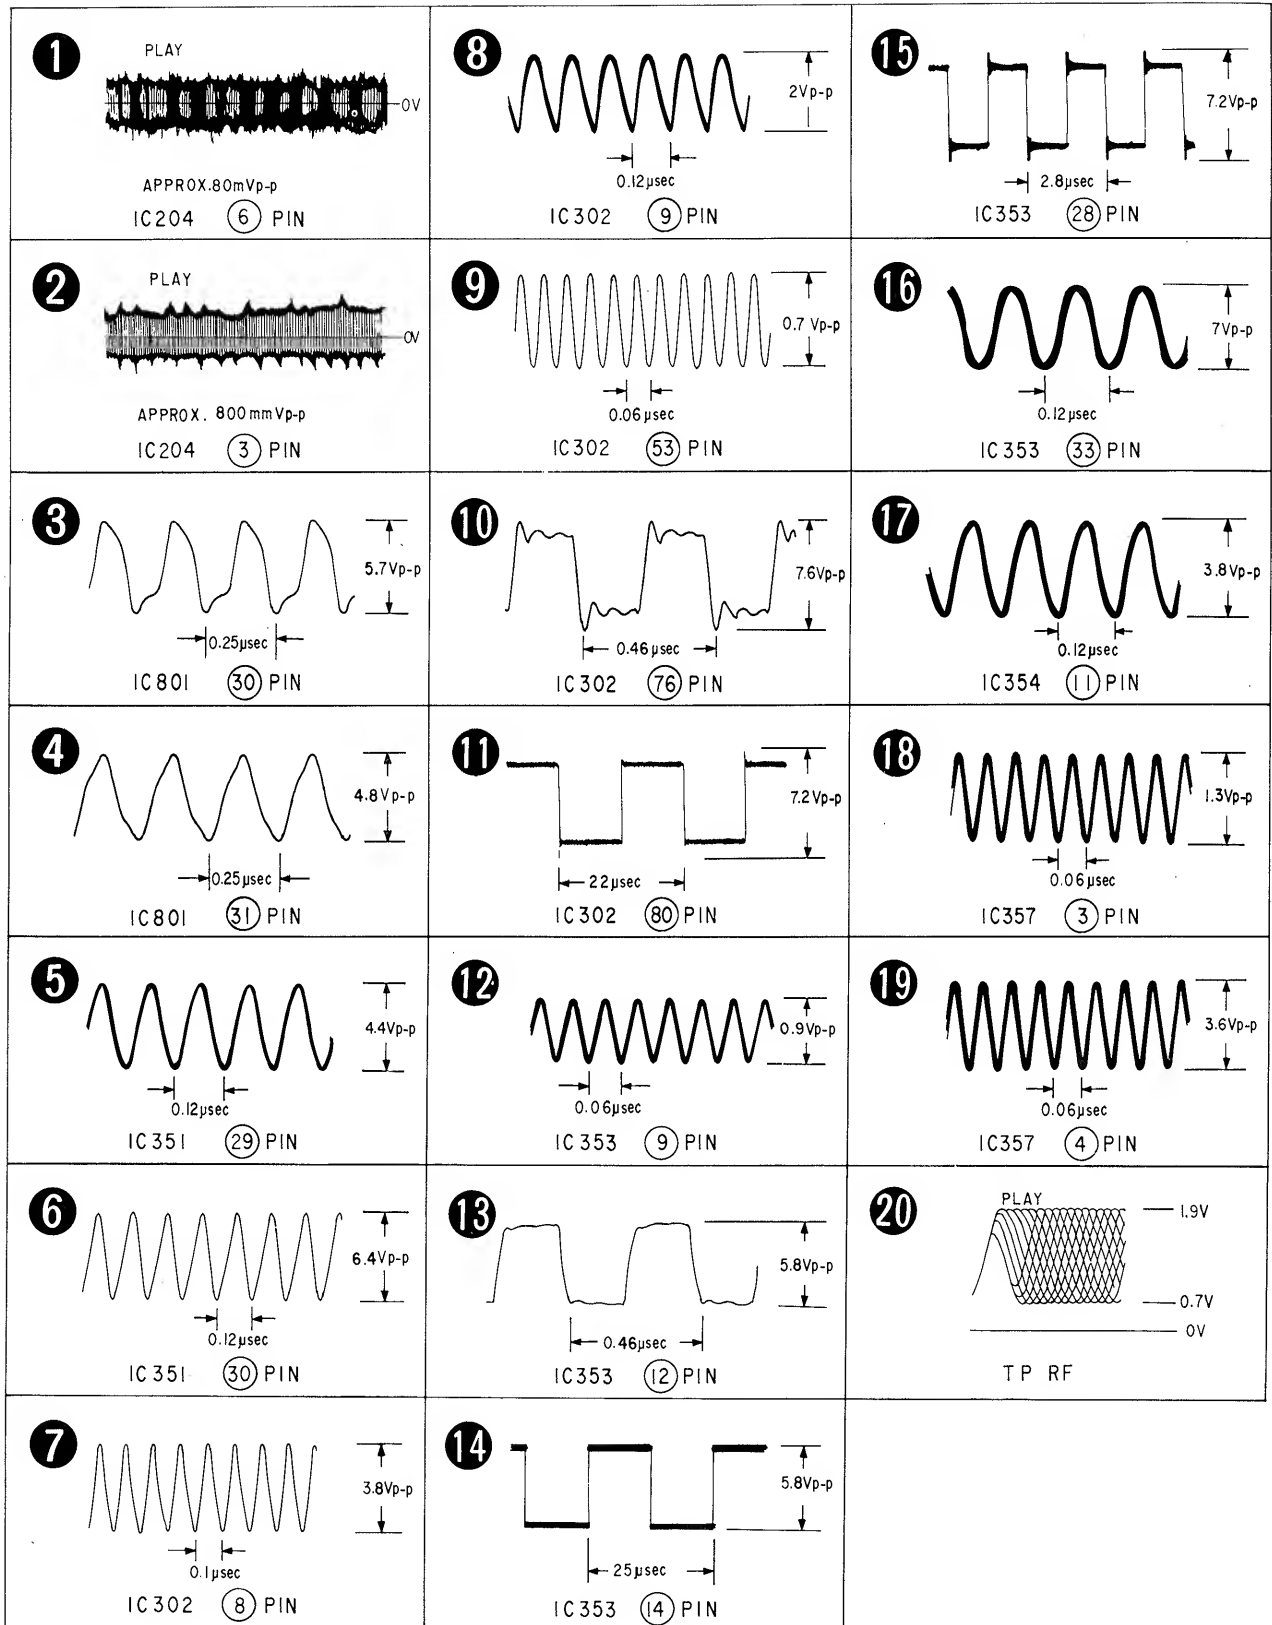 1
PLAY
0V
APPROX.80mVp-p
IC204 6 PIN
2
PLAY
0V
APPROX. 800mmVp-p
IC204 3 PIN
3
5.7Vp-p
0.25µsec
IC801 30 PIN
4
4.8Vp-p
0.25µsec
IC801 31 PIN
5
4.4Vp-p
0.12µsec
IC351 29 PIN
6
6.4Vp-p
0.12µsec
IC351 30 PIN
7
3.8Vp-p
0.1µsec
IC302 8 PIN
8
2Vp-p
0.12µsec
IC302 9 PIN
9
0.7 Vp-p
0.06µsec
IC302 53 PIN
10
7.6Vp-p
0.46µsec
IC302 76 PIN
11
7.2Vp-p
22µsec
IC302 80 PIN
12
0.9Vp-p
0.06µsec
IC353 9 PIN
13
5.8Vp-p
0.46µsec
IC353 12 PIN
14
5.8Vp-p
25µsec
IC353 14 PIN
15
7.2Vp-p
2.8µsec
IC353 28 PIN
16
7Vp-p
0.12µsec
IC353 33 PIN
17
3.8Vp-p
0.12µsec
IC354 11 PIN
18
1.3Vp-p
0.06µsec
IC357 3 PIN
19
3.6Vp-p
0.06µsec
IC357 4 PIN
20
PLAY
1.9V
0.7V
0V
TP RF